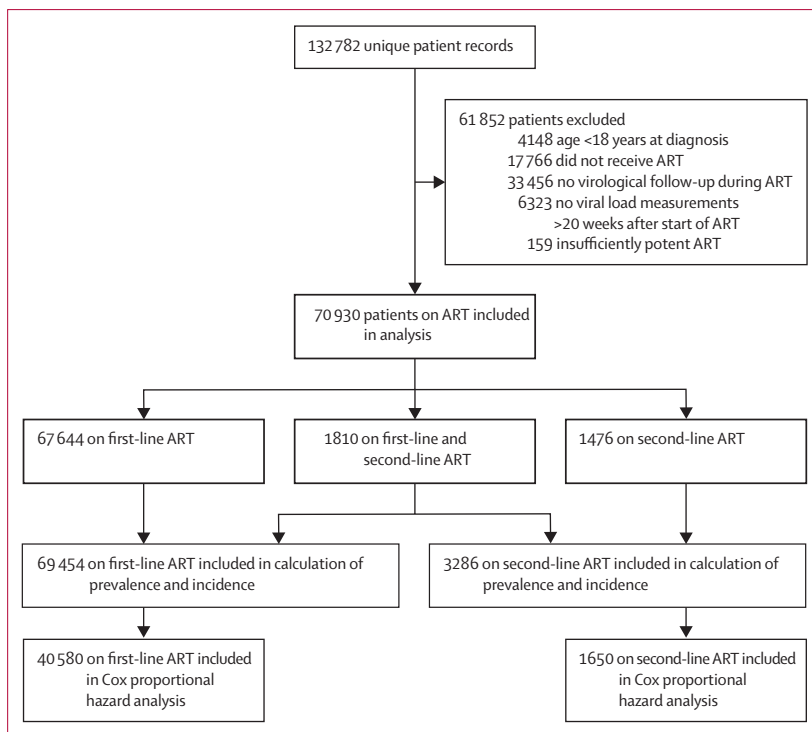 132 782 unique patient records
61 852 patients excluded
4148 age <18 years at diagnosis
17 766 did not receive ART
33 456 no virological follow-up during ART
6323 no viral load measurements
>20 weeks after start of ART
159 insufficiently potent ART
70 930 patients on ART included
in analysis
67 644 on first-line ART
1810 on first-line and
second-line ART
1476 on second-line ART
69 454 on first-line ART included in calculation of
prevalence and incidence
3286 on second-line ART included in calculation of
prevalence and incidence
40 580 on first-line ART included
in Cox proportional
hazard analysis
1650 on second-line ART included
in Cox proportional
hazard analysis